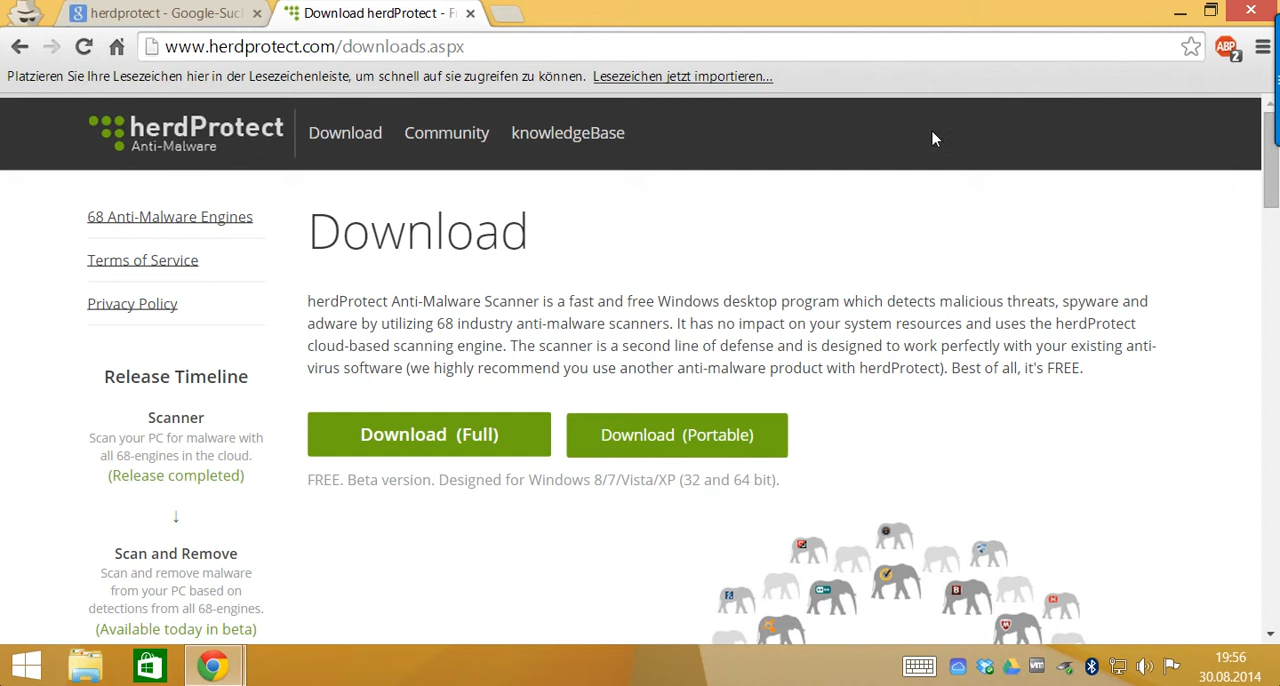 herdprotect - Google-Suc
Download herdProtect - F
www.herdprotect.com/downloads.aspx
ABP
2
Platzieren Sie Ihre Lesezeichen hier in der Lesezeichenleiste, um schnell auf sie zugreifen zu können. Lesezeichen jetzt importieren...
herdProtect
Anti-Malware
Download
Community
knowledgeBase
68 Anti-Malware Engines
Terms of Service
Privacy Policy
Release Timeline
Scanner
Scan your PC for malware with
all 68-engines in the cloud.
(Release completed)
↓
Scan and Remove
Scan and remove malware
from your PC based on
detections from all 68-engines.
(Available today in beta)
Download
herdProtect Anti-Malware Scanner is a fast and free Windows desktop program which detects malicious threats, spyware and
adware by utilizing 68 industry anti-malware scanners. It has no impact on your system resources and uses the herdProtect
cloud-based scanning engine. The scanner is a second line of defense and is designed to work perfectly with your existing anti-
virus software (we highly recommend you use another anti-malware product with herdProtect). Best of all, it's FREE.
Download (Full)
Download (Portable)
FREE. Beta version. Designed for Windows 8/7/Vista/XP (32 and 64 bit).
19:56
30.08.2014